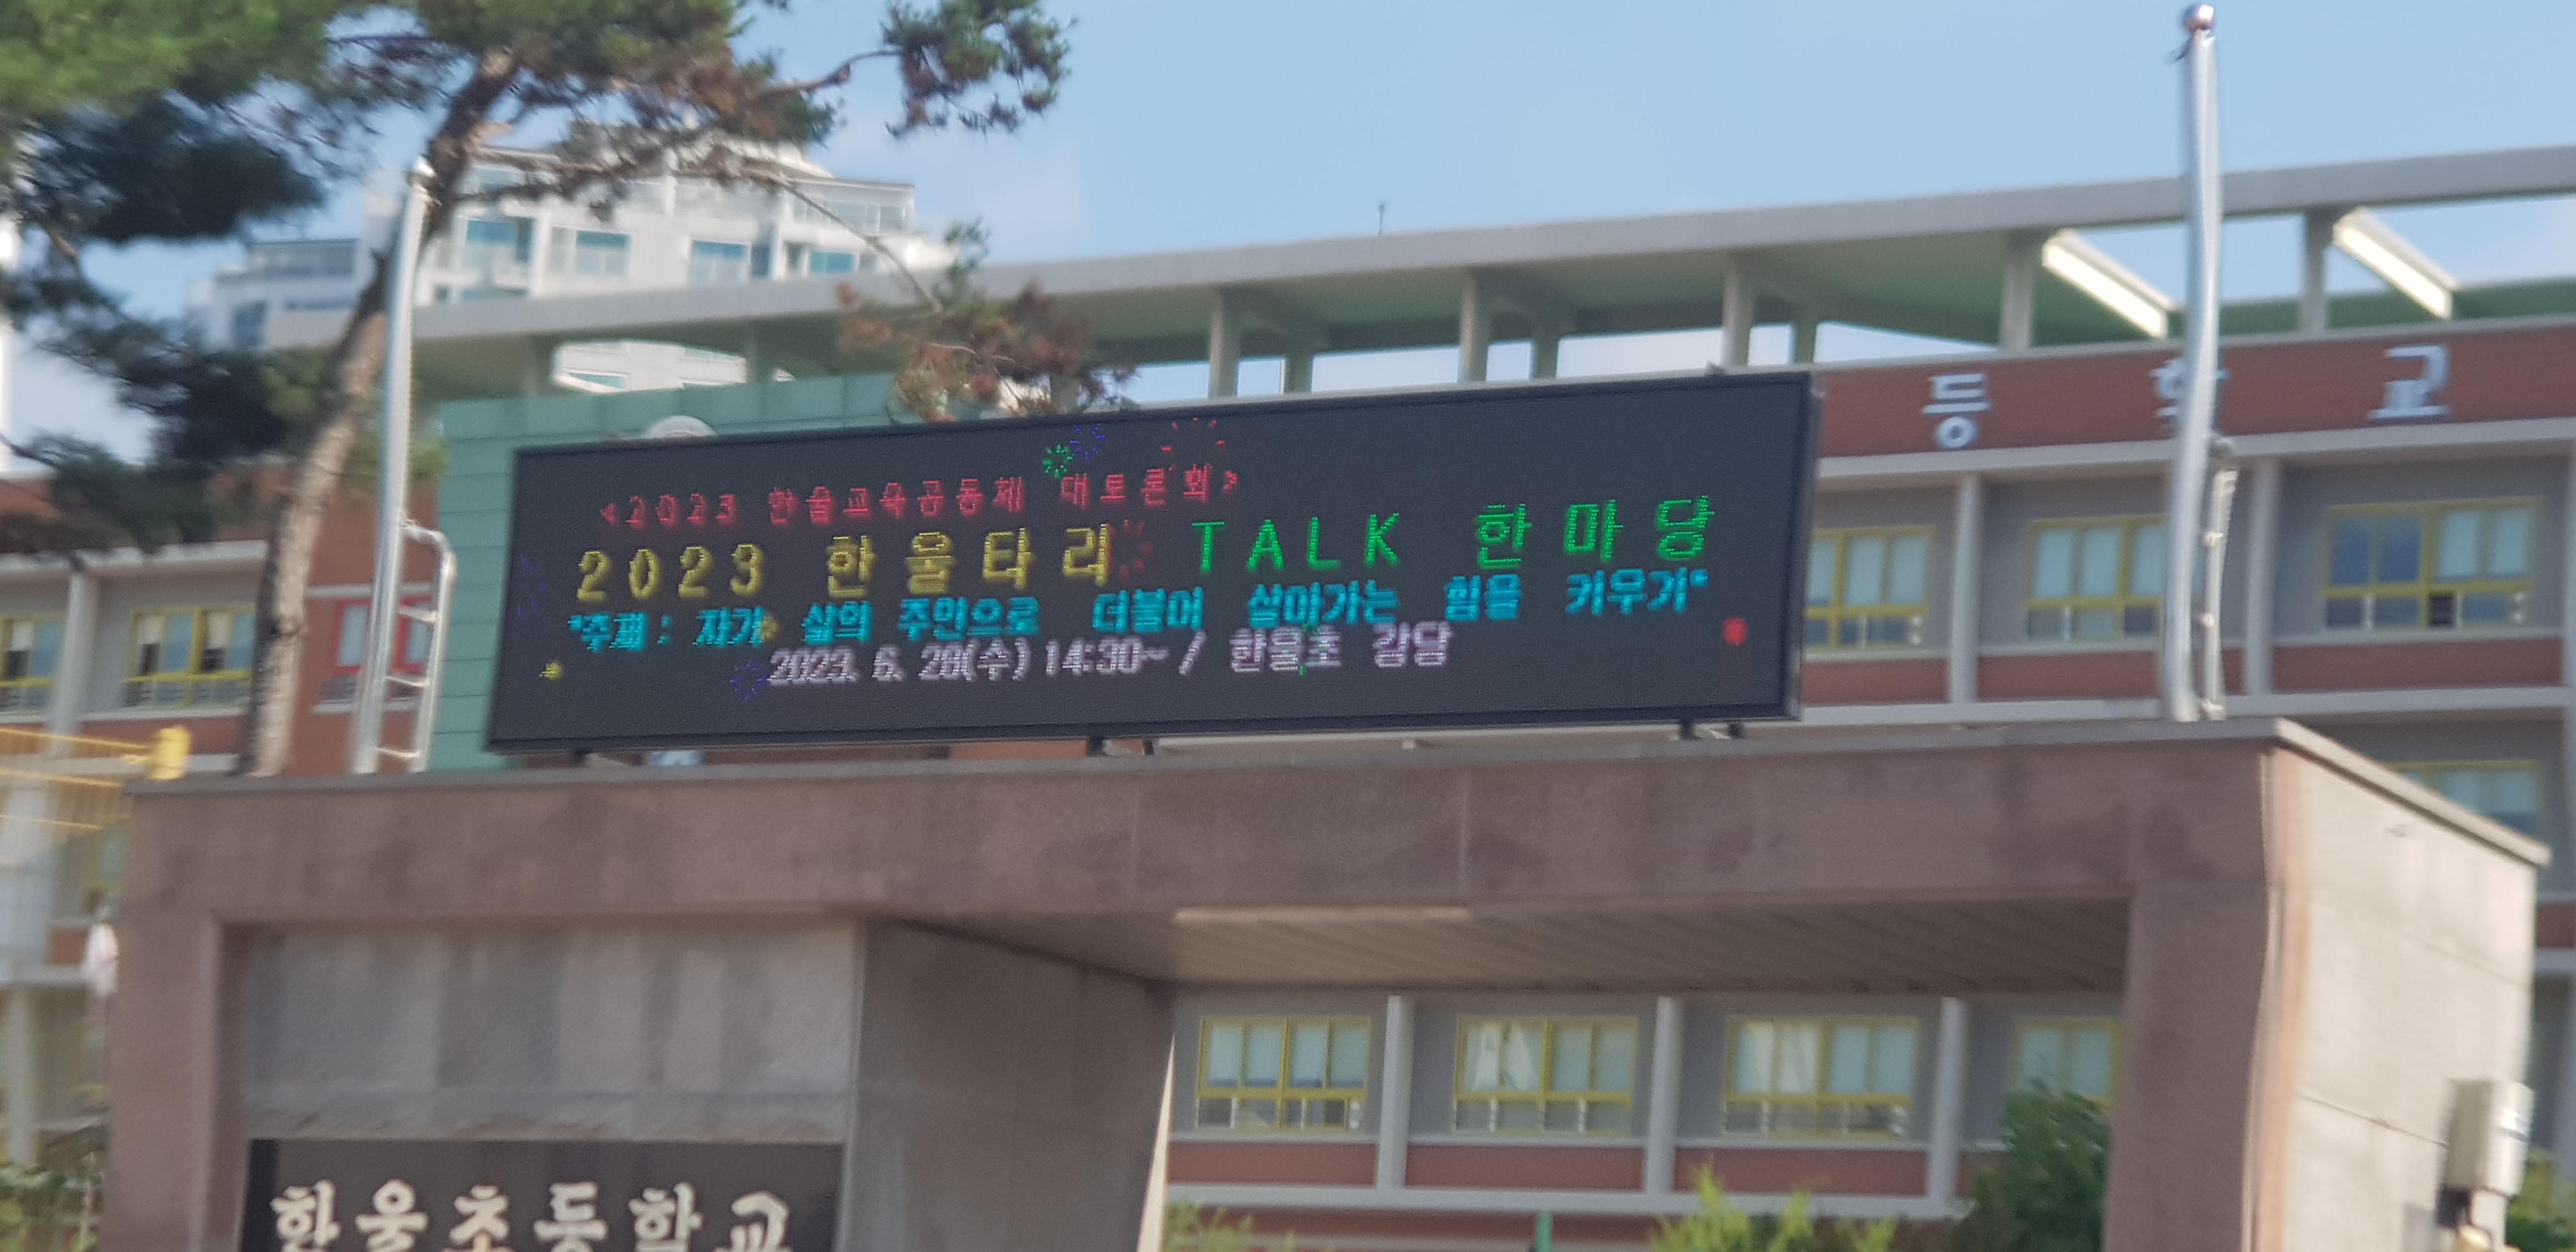 등 학 교
<2023 한울교육공동체 대토론회>
2023 한울타리 TALK 한마당
"주제 : 자기 삶의 주인으로 더불어 살아가는 힘을 키우기"
2023. 6. 28(수) 14:30~ / 한울초 강당
한울초등학교